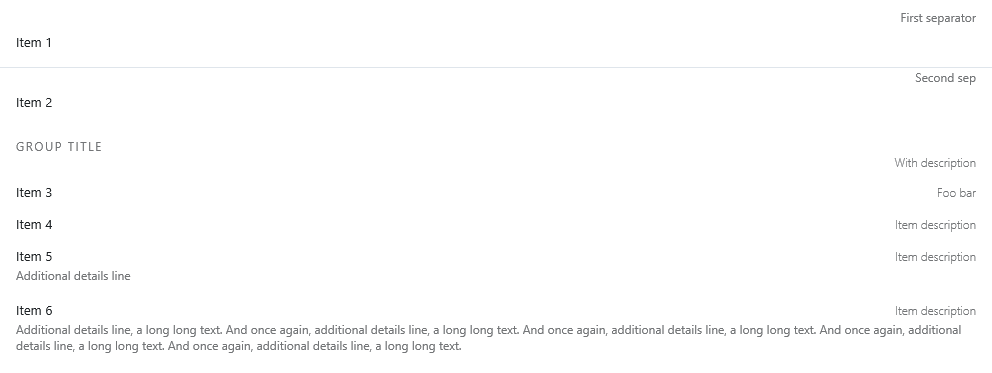 First separator
Item 1
Second sep
Item 2
GROUP TITLE
With description
Item 3 Foo bar
Item 4 Item description
Item 5 Item description
Additional details line
Item 6 Item description
Additional details line, a long long text. And once again, additional details line, a long long text. And once again, additional details line, a long long text. And once again, additional
details line, a long long text. And once again, additional details line, a long long text.